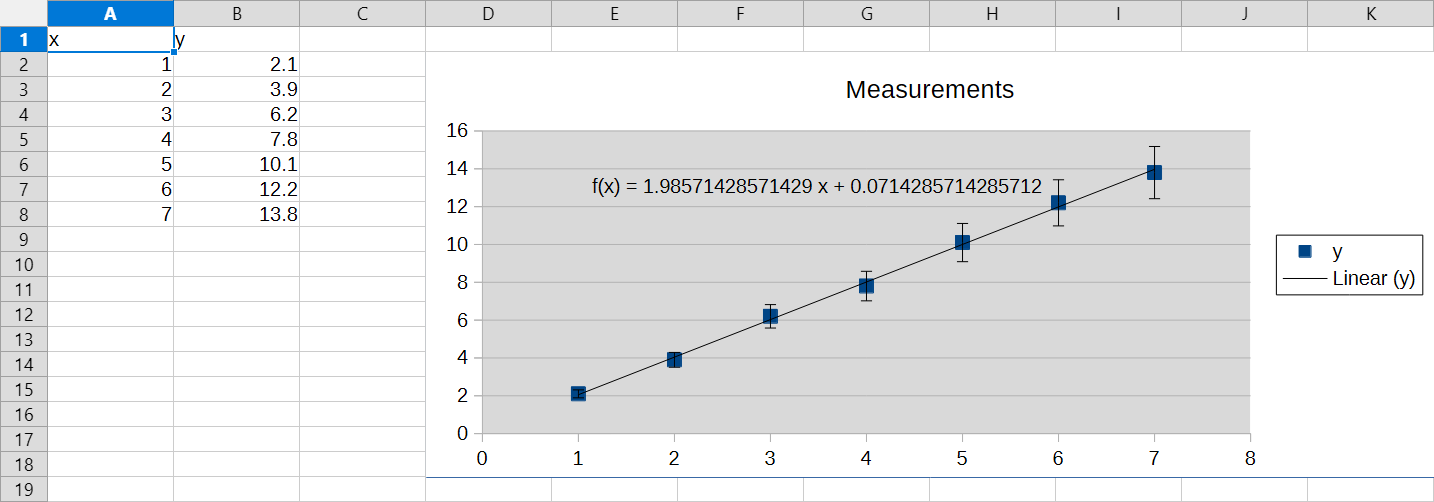 A B C D E F G H I J K
1 x y
2 1 2.1
3 2 3.9
4 3 6.2
5 4 7.8
6 5 10.1
7 6 12.2
8 7 13.8
9
10
11
12
13
14
15
16
17
18
19
Measurements
16
14
12
10
8
6
4
2
0
f(x) = 1.98571428571429 x + 0.0714285714285712
0 1 2 3 4 5 6 7 8
y
Linear (y)